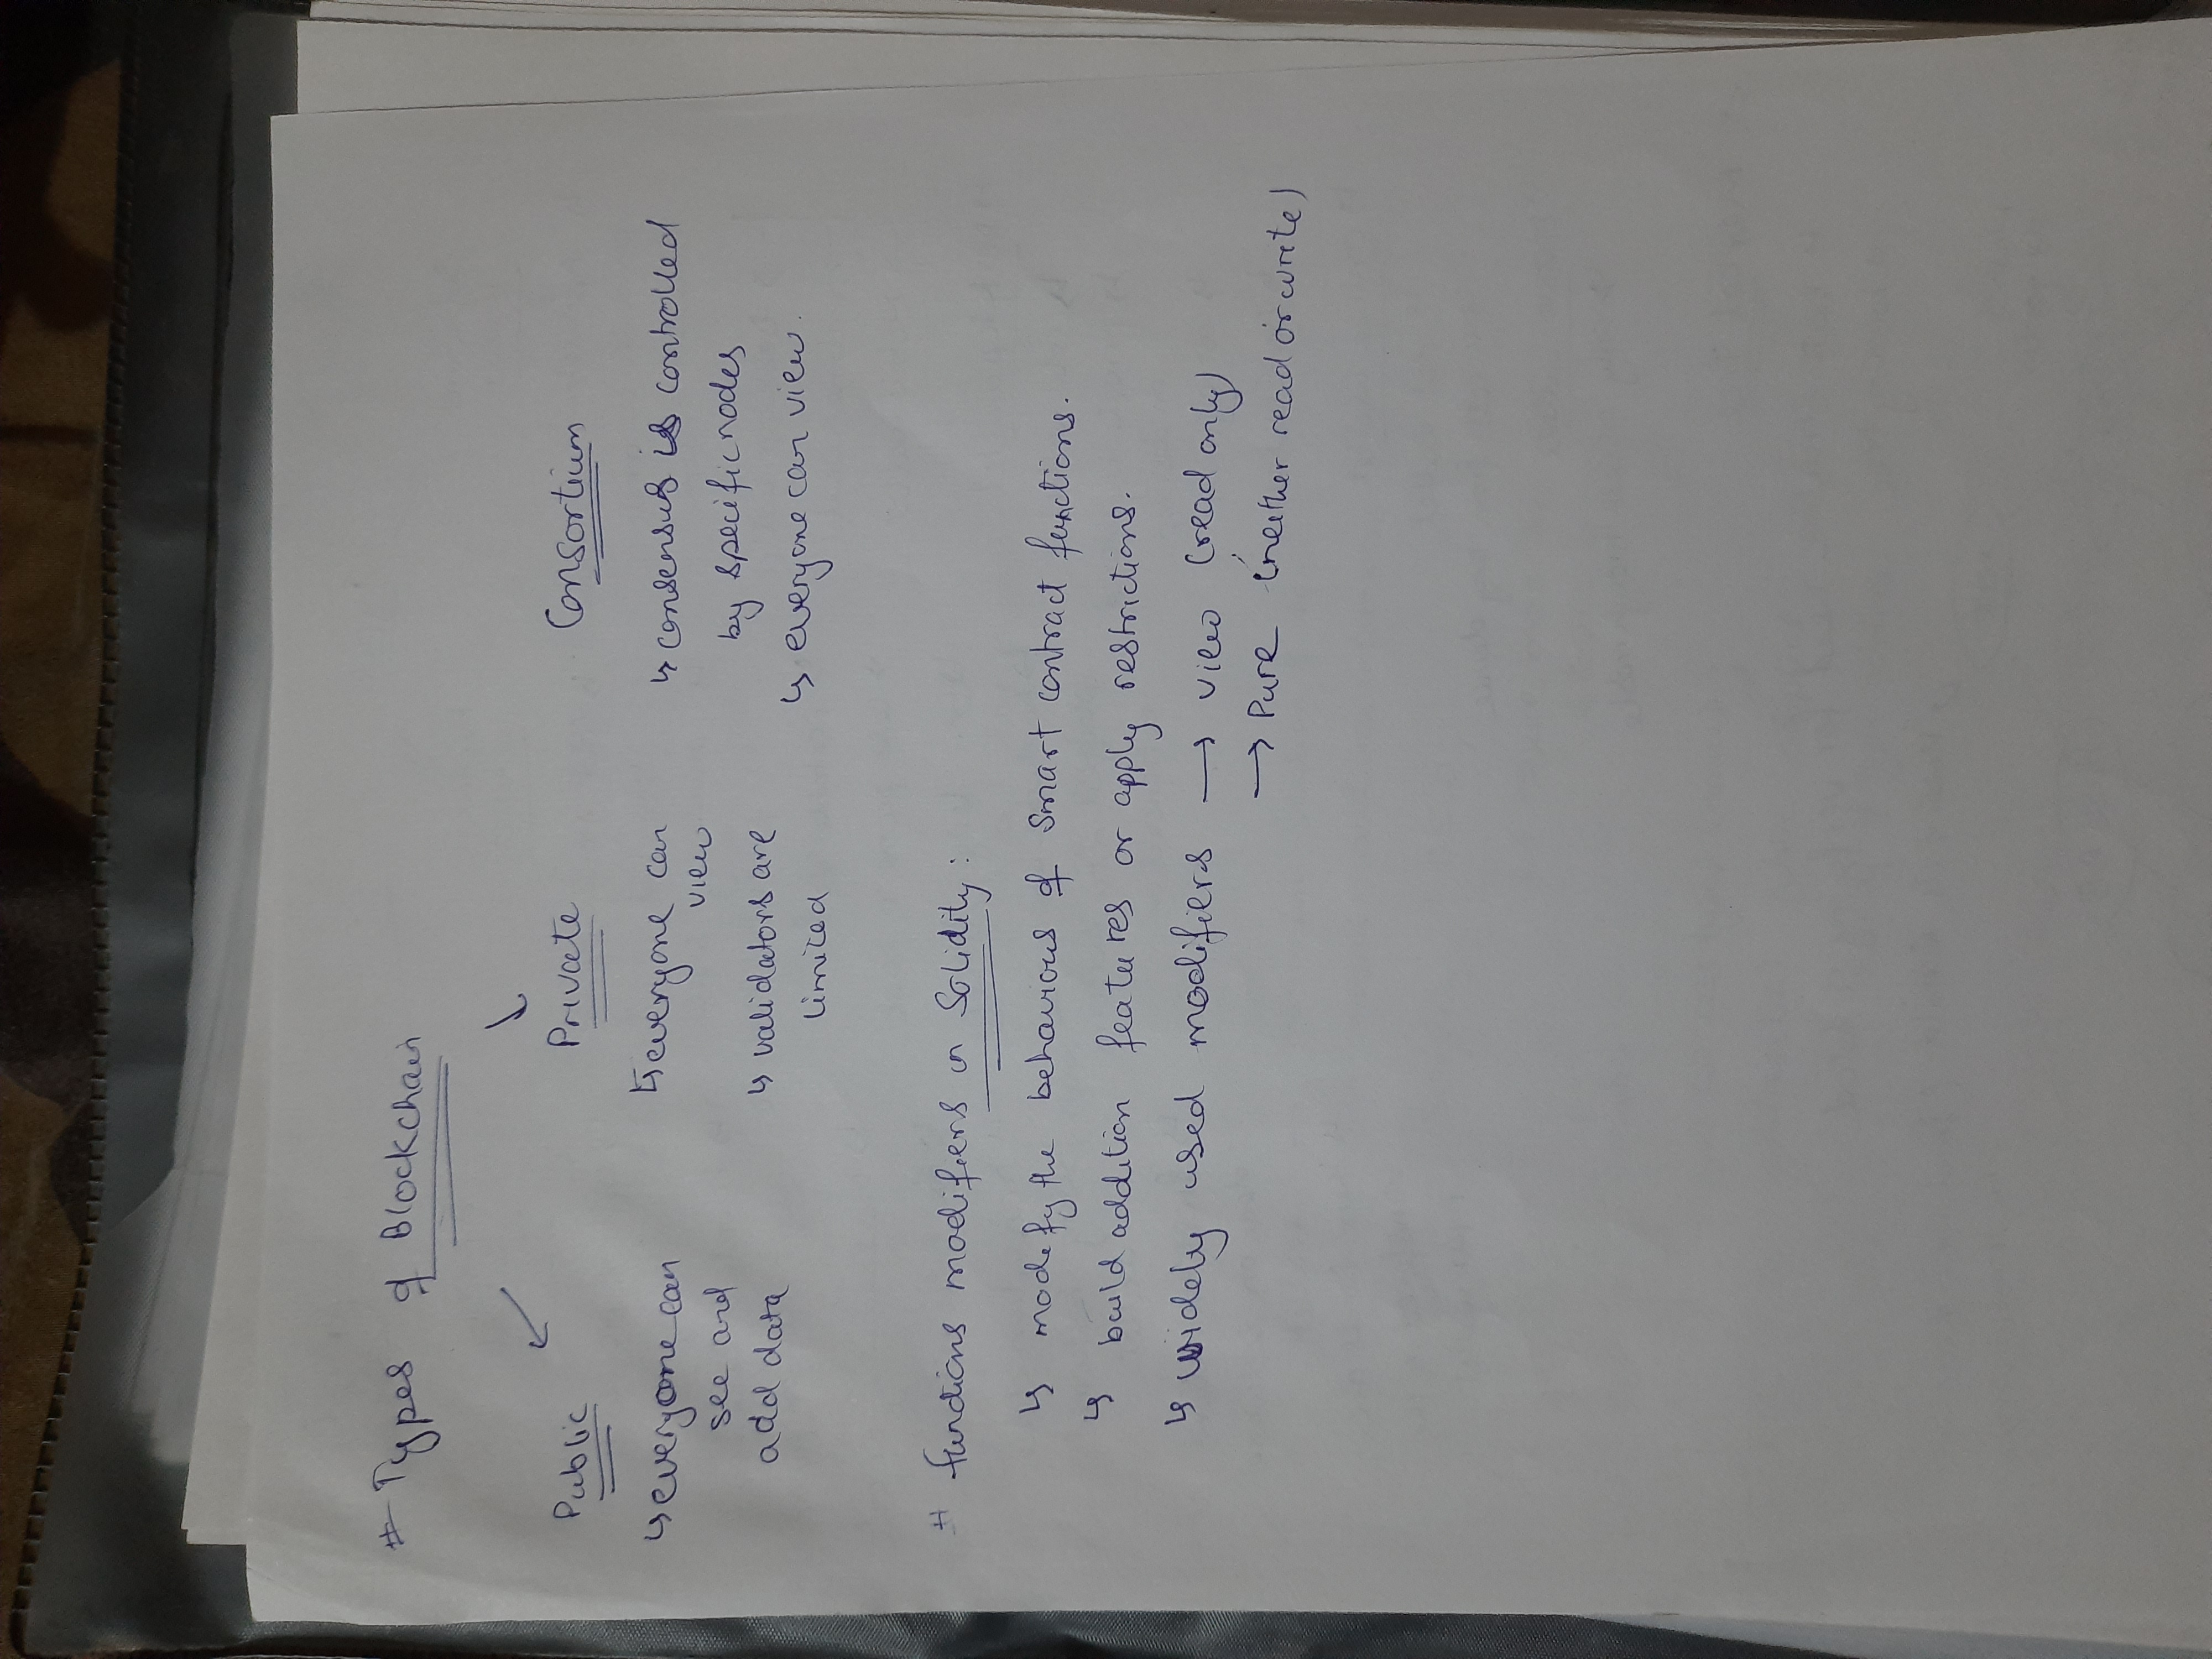 # Types of Blockchain
Public
↳ everyone can
see and
add data
Private
↳ everyone can
view
↳ validators are
limited
Consortium
↳ consensus is controlled
by specific nodes
↳ everyone can view.
# functions modifiers in Solidity:
↳ modify the behaviours of smart contract functions.
↳ build addition features or apply restrictions.
↳ widely used modifiers → view (read only)
→ Pure (neither read or write)